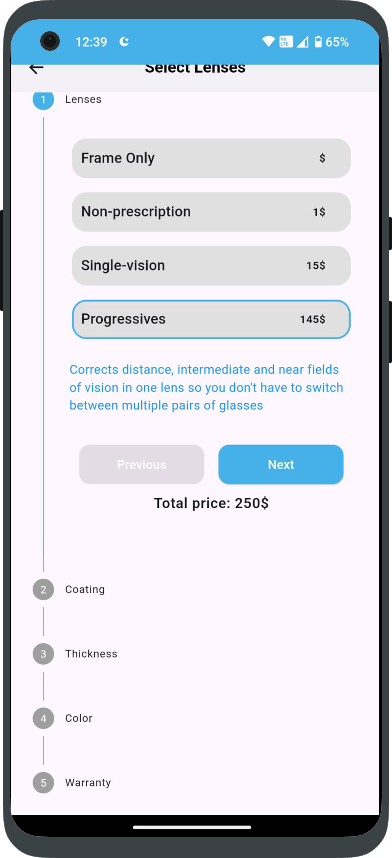 12:39
Vo LTE
65%
Select Lenses
1 Lenses
Frame Only $
Non-prescription 1$
Single-vision 15$
Progressives 145$
Corrects distance, intermediate and near fields
of vision in one lens so you don't have to switch
between multiple pairs of glasses
Previous Next
Total price: 250$
2 Coating
3 Thickness
4 Color
5 Warranty